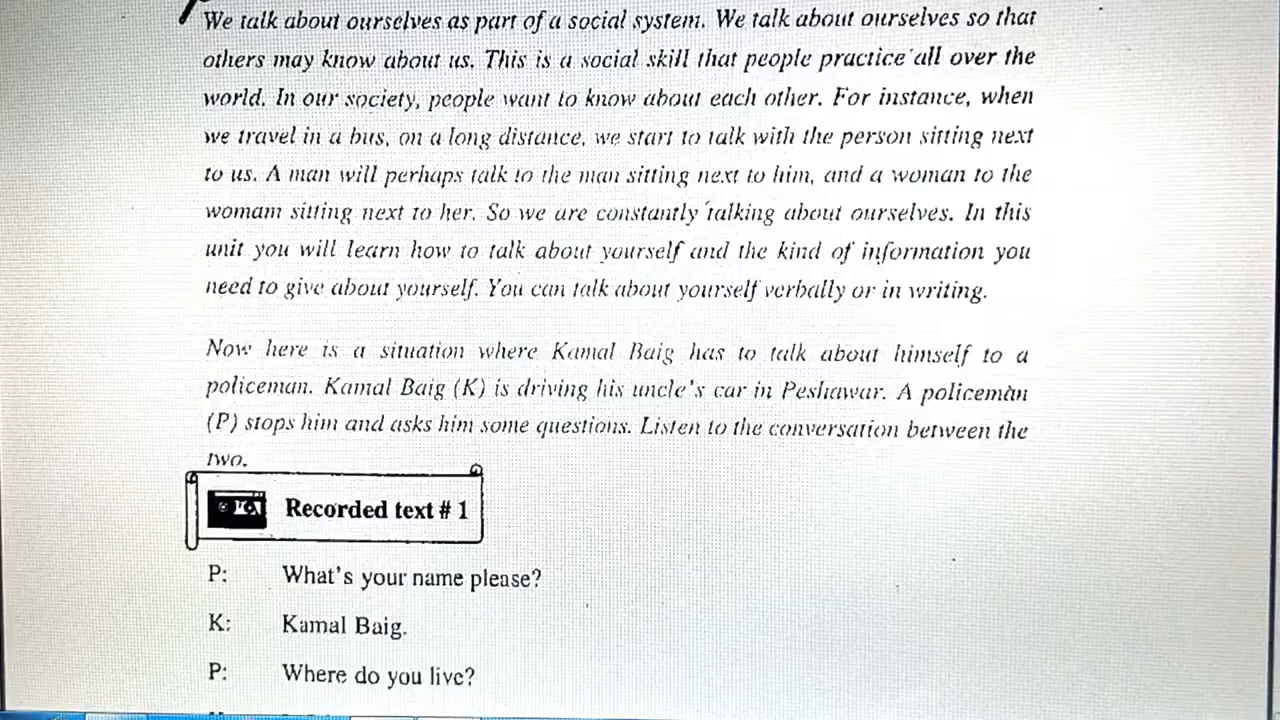 We talk about ourselves as part of a social system. We talk about ourselves so that
others may know about us. This is a social skill that people practice all over the
world. In our society, people want to know about each other. For instance, when
we travel in a bus, on a long distance, we start to talk with the person sitting next
to us. A man will perhaps talk to the man sitting next to him, and a woman to the
womam sitting next to her. So we are constantly talking about ourselves. In this
unit you will learn how to talk about yourself and the kind of information you
need to give about yourself. You can talk about yourself verbally or in writing.
Now here is a situation where Kamal Baig has to talk about himself to a
policeman. Kamal Baig (K) is driving his uncle's car in Peshawar. A policeman
(P) stops him and asks him some questions. Listen to the conversation between the
two.
Recorded text # 1
P: What's your name please?
K: Kamal Baig.
P: Where do you live?